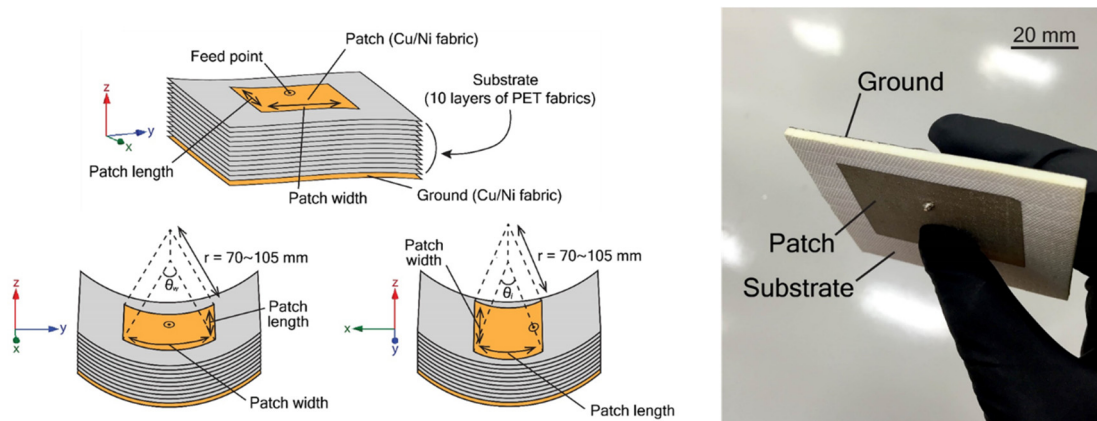 Patch (Cu/Ni fabric)
Feed point
Substrate
(10 layers of PET fabrics)
z
y
x
Patch length
Patch width
Ground (Cu/Ni fabric)
r = 70~105 mm
θw
z
y
x
Patch
length
Patch width
Patch
width
r = 70~105 mm
θl
z
x
y
Patch length
20 mm
Ground
Patch
Substrate